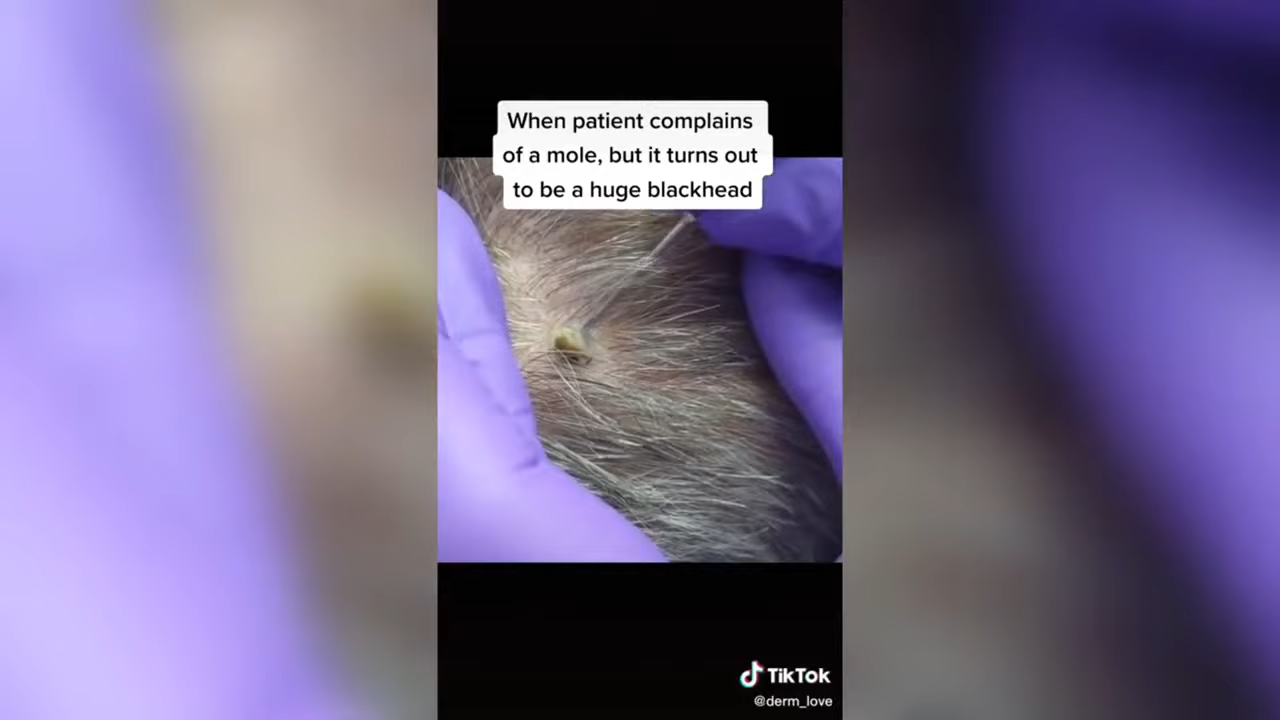 When patient complains
of a mole, but it turns out
to be a huge blackhead
TikTok
@derm_love